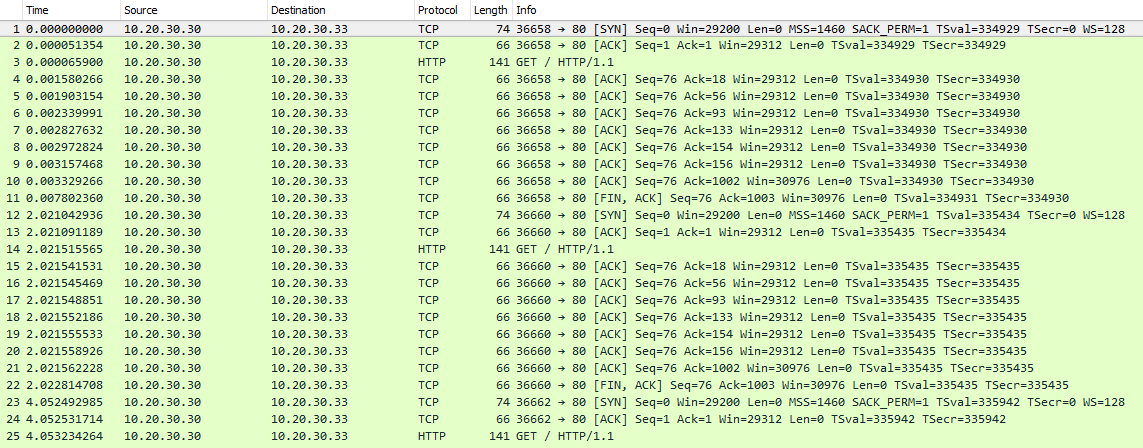 Time Source Destination Protocol Length Info
1 0.000000000 10.20.30.30 10.20.30.33 TCP 74 36658 → 80 [SYN] Seq=0 Win=29200 Len=0 MSS=1460 SACK_PERM=1 TSval=334929 TSecr=0 WS=128
2 0.000051354 10.20.30.30 10.20.30.33 TCP 66 36658 → 80 [ACK] Seq=1 Ack=1 Win=29312 Len=0 TSval=334929 TSecr=334929
3 0.000065900 10.20.30.30 10.20.30.33 HTTP 141 GET / HTTP/1.1
4 0.001580266 10.20.30.30 10.20.30.33 TCP 66 36658 → 80 [ACK] Seq=76 Ack=18 Win=29312 Len=0 TSval=334930 TSecr=334930
5 0.001903154 10.20.30.30 10.20.30.33 TCP 66 36658 → 80 [ACK] Seq=76 Ack=56 Win=29312 Len=0 TSval=334930 TSecr=334930
6 0.002339991 10.20.30.30 10.20.30.33 TCP 66 36658 → 80 [ACK] Seq=76 Ack=93 Win=29312 Len=0 TSval=334930 TSecr=334930
7 0.002827632 10.20.30.30 10.20.30.33 TCP 66 36658 → 80 [ACK] Seq=76 Ack=133 Win=29312 Len=0 TSval=334930 TSecr=334930
8 0.002972824 10.20.30.30 10.20.30.33 TCP 66 36658 → 80 [ACK] Seq=76 Ack=154 Win=29312 Len=0 TSval=334930 TSecr=334930
9 0.003157468 10.20.30.30 10.20.30.33 TCP 66 36658 → 80 [ACK] Seq=76 Ack=156 Win=29312 Len=0 TSval=334930 TSecr=334930
10 0.003329266 10.20.30.30 10.20.30.33 TCP 66 36658 → 80 [ACK] Seq=76 Ack=1002 Win=30976 Len=0 TSval=334930 TSecr=334930
11 0.007802360 10.20.30.30 10.20.30.33 TCP 66 36658 → 80 [FIN, ACK] Seq=76 Ack=1003 Win=30976 Len=0 TSval=334931 TSecr=334930
12 2.021042936 10.20.30.30 10.20.30.33 TCP 74 36660 → 80 [SYN] Seq=0 Win=29200 Len=0 MSS=1460 SACK_PERM=1 TSval=335434 TSecr=0 WS=128
13 2.021091189 10.20.30.30 10.20.30.33 TCP 66 36660 → 80 [ACK] Seq=1 Ack=1 Win=29312 Len=0 TSval=335435 TSecr=335434
14 2.021515565 10.20.30.30 10.20.30.33 HTTP 141 GET / HTTP/1.1
15 2.021541531 10.20.30.30 10.20.30.33 TCP 66 36660 → 80 [ACK] Seq=76 Ack=18 Win=29312 Len=0 TSval=335435 TSecr=335435
16 2.021545469 10.20.30.30 10.20.30.33 TCP 66 36660 → 80 [ACK] Seq=76 Ack=56 Win=29312 Len=0 TSval=335435 TSecr=335435
17 2.021548851 10.20.30.30 10.20.30.33 TCP 66 36660 → 80 [ACK] Seq=76 Ack=93 Win=29312 Len=0 TSval=335435 TSecr=335435
18 2.021552186 10.20.30.30 10.20.30.33 TCP 66 36660 → 80 [ACK] Seq=76 Ack=133 Win=29312 Len=0 TSval=335435 TSecr=335435
19 2.021555533 10.20.30.30 10.20.30.33 TCP 66 36660 → 80 [ACK] Seq=76 Ack=154 Win=29312 Len=0 TSval=335435 TSecr=335435
20 2.021558926 10.20.30.30 10.20.30.33 TCP 66 36660 → 80 [ACK] Seq=76 Ack=156 Win=29312 Len=0 TSval=335435 TSecr=335435
21 2.021562228 10.20.30.30 10.20.30.33 TCP 66 36660 → 80 [ACK] Seq=76 Ack=1002 Win=30976 Len=0 TSval=335435 TSecr=335435
22 2.022814708 10.20.30.30 10.20.30.33 TCP 66 36660 → 80 [FIN, ACK] Seq=76 Ack=1003 Win=30976 Len=0 TSval=335435 TSecr=335435
23 4.052492985 10.20.30.30 10.20.30.33 TCP 74 36662 → 80 [SYN] Seq=0 Win=29200 Len=0 MSS=1460 SACK_PERM=1 TSval=335942 TSecr=0 WS=128
24 4.052531714 10.20.30.30 10.20.30.33 TCP 66 36662 → 80 [ACK] Seq=1 Ack=1 Win=29312 Len=0 TSval=335942 TSecr=335942
25 4.053234264 10.20.30.30 10.20.30.33 HTTP 141 GET / HTTP/1.1